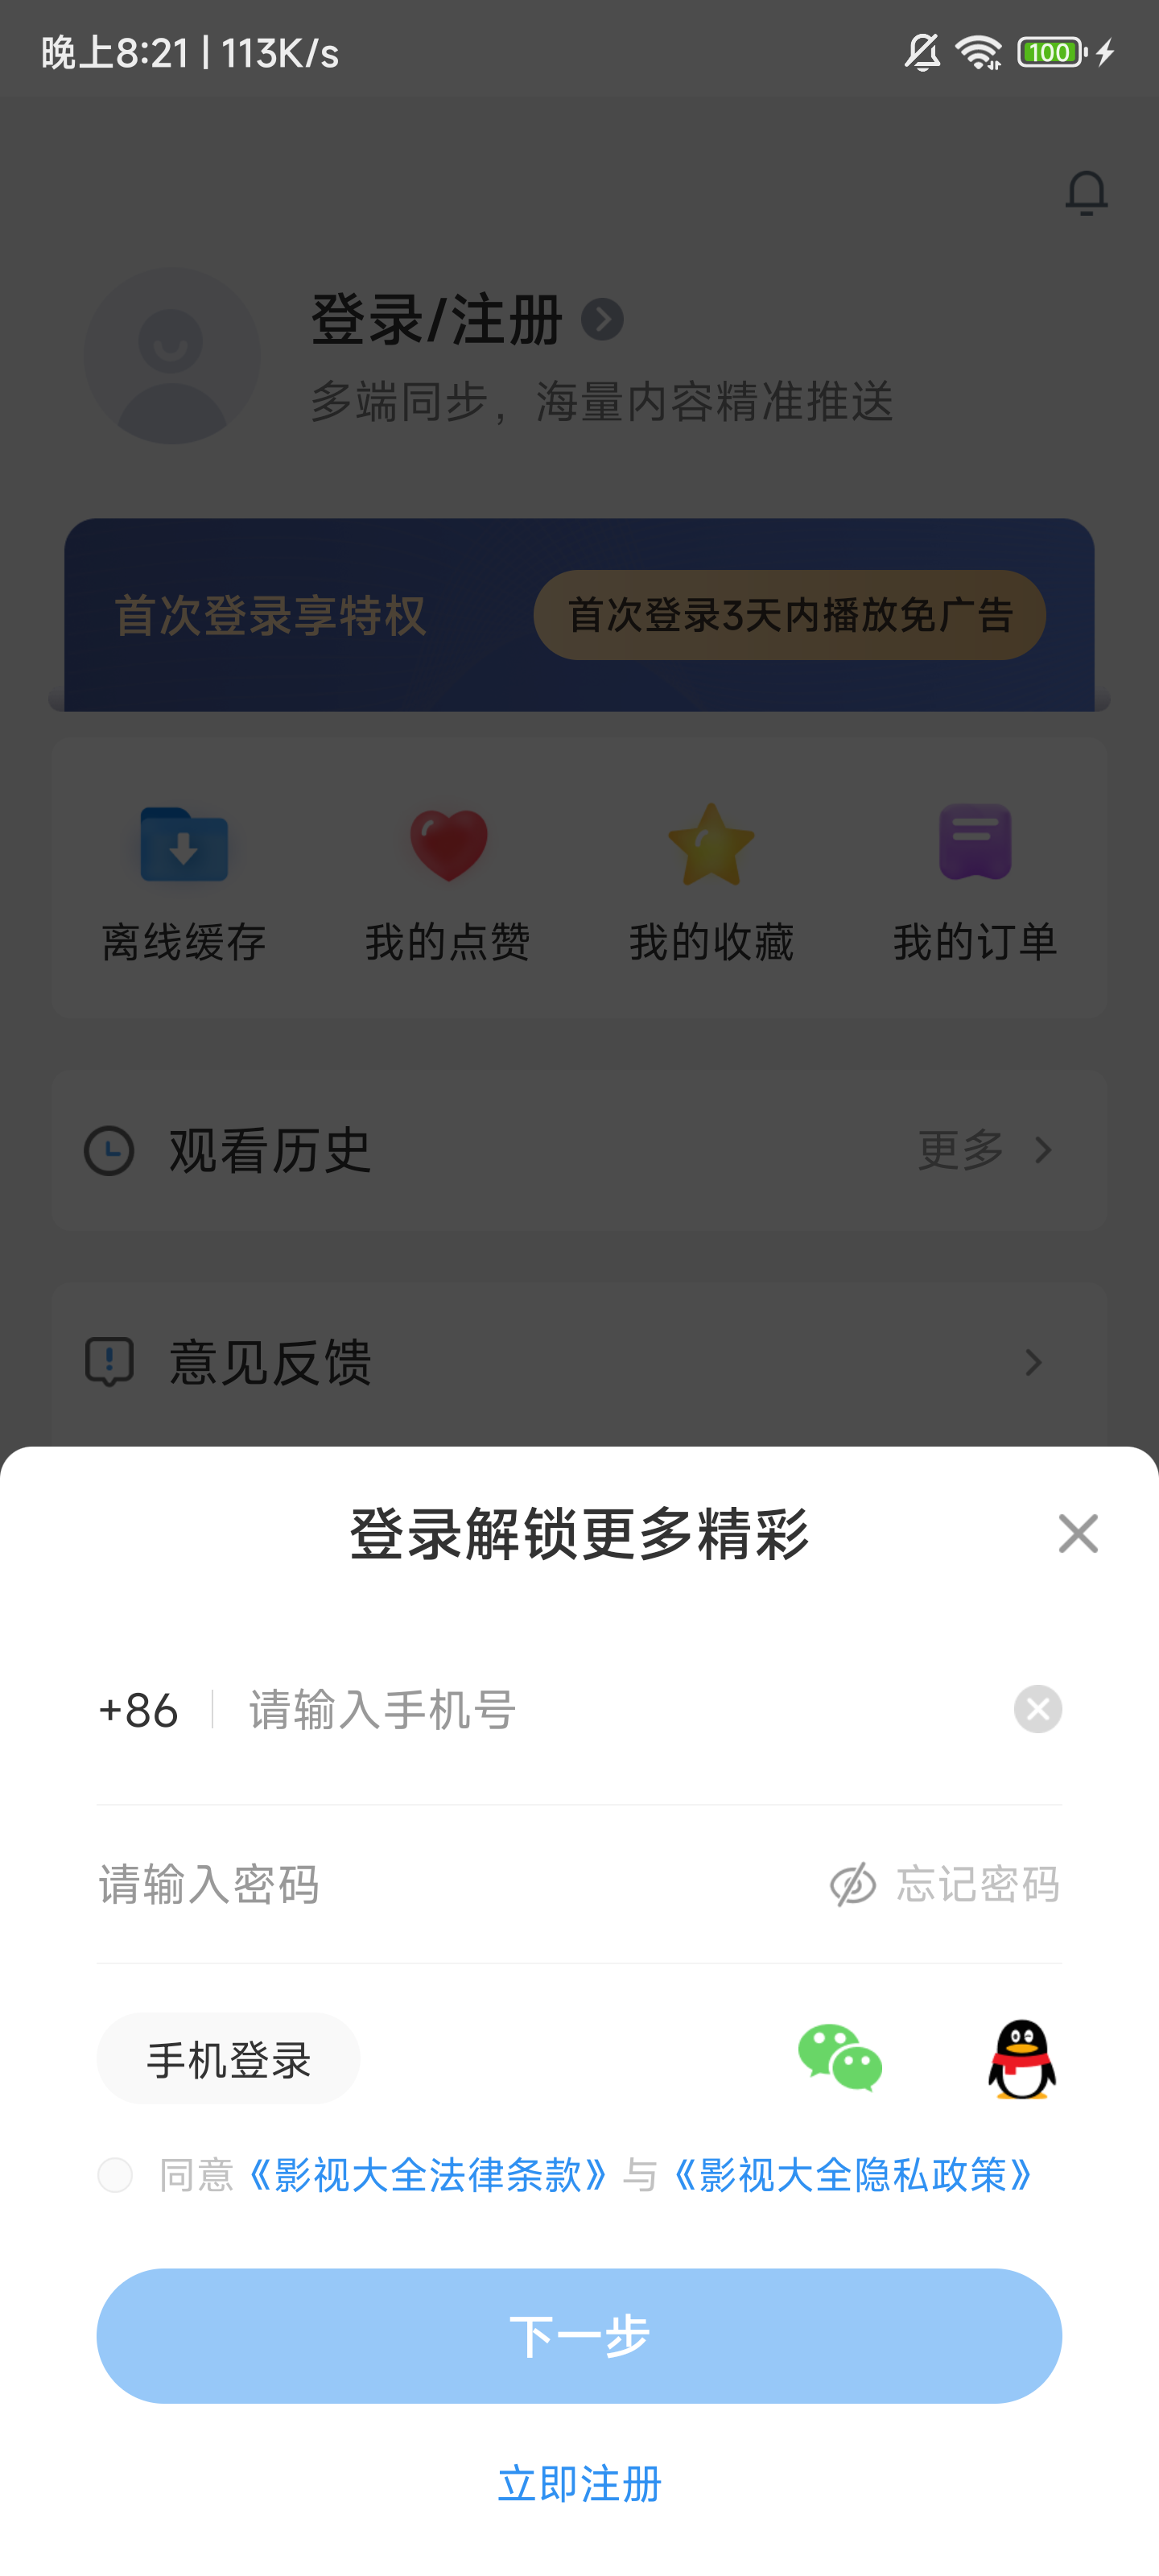 晚上8:21 | 113K/s
100
登录/注册
多端同步，海量内容精准推送
首次登录享特权
首次登录3天内播放免广告
离线缓存
我的点赞
我的收藏
我的订单
观看历史
更多
意见反馈
登录解锁更多精彩
+86
请输入手机号
请输入密码
忘记密码
手机登录
同意《影视大全法律条款》与《影视大全隐私政策》
下一步
立即注册